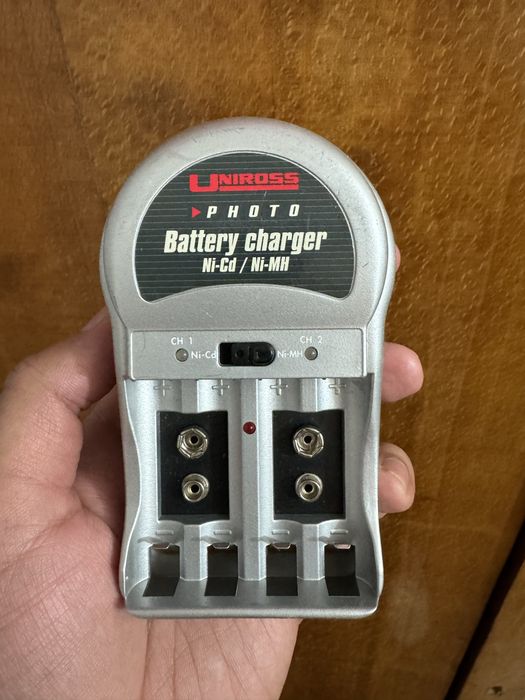 UNIROSS
PHOTO
Battery charger
Ni-Cd / Ni-MH
CH 1 CH 2
Ni-Cd Ni-MH
+ + + +
- - - -